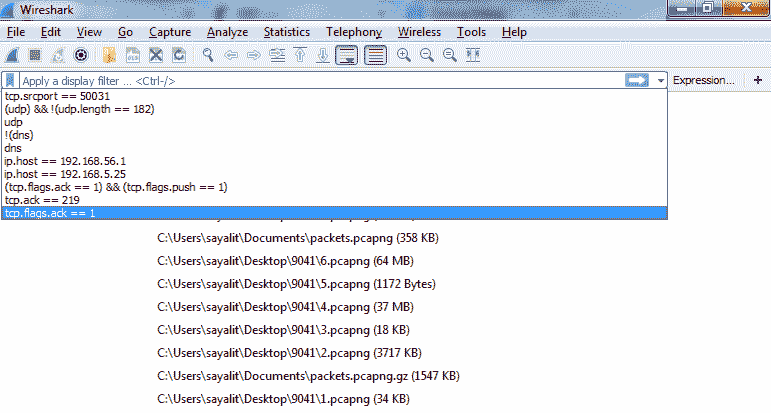 Wireshark
File Edit View Go Capture Analyze Statistics Telephony Wireless Tools Help
Apply a display filter ... <Ctrl-/> Expression... +
tcp.srcport == 50031
(udp) && !(udp.length == 182)
udp
!(dns)
dns
ip.host == 192.168.56.1
ip.host == 192.168.5.25
(tcp.flags.ack == 1) && (tcp.flags.push == 1)
tcp.ack == 219
tcp.flags.ack == 1
C:\Users\sayalit\Documents\packets.pcapng (358 KB)
C:\Users\sayalit\Desktop\9041\6.pcapng (64 MB)
C:\Users\sayalit\Desktop\9041\5.pcapng (1172 Bytes)
C:\Users\sayalit\Desktop\9041\4.pcapng (37 MB)
C:\Users\sayalit\Desktop\9041\3.pcapng (18 KB)
C:\Users\sayalit\Desktop\9041\2.pcapng (3717 KB)
C:\Users\sayalit\Documents\packets.pcapng.gz (1547 KB)
C:\Users\sayalit\Desktop\9041\1.pcapng (34 KB)